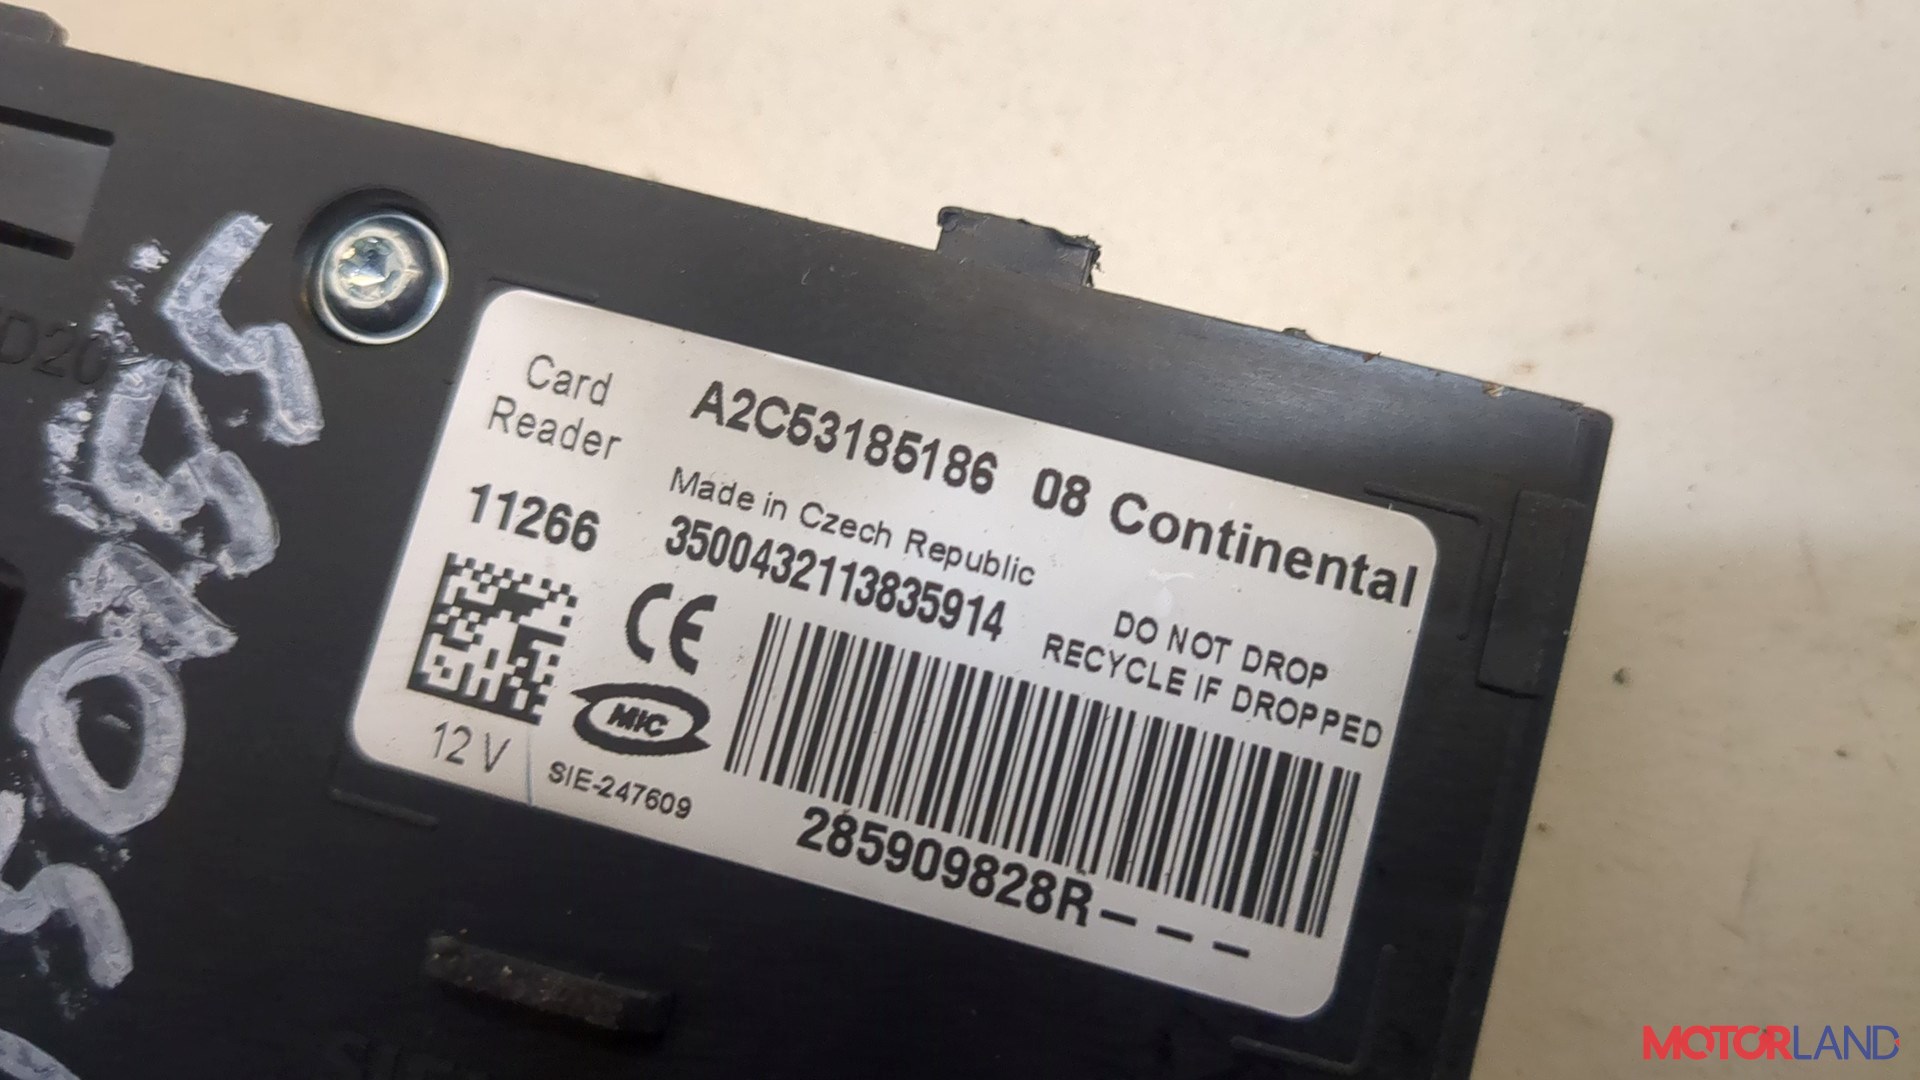 Card
Reader
A2C53185186 08 Continental
Made in Czech Republic
11266
3500432113835914
DO NOT DROP
RECYCLE IF DROPPED
CE
MIC
12 V
SIE-247609
285909828R---
MOTORLAND